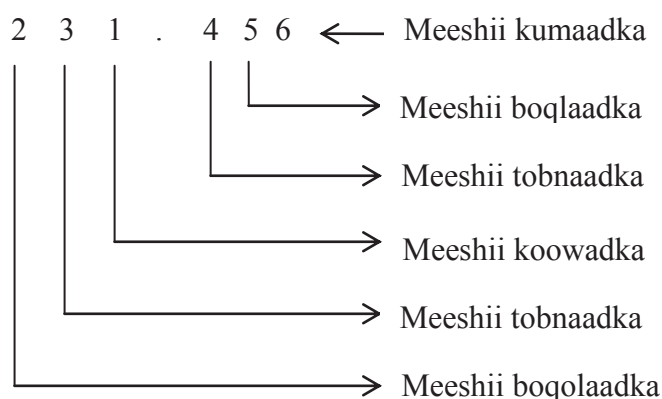 2 3 1 . 4 5 6 Meeshii kumaadka
Meeshii boqlaadka
Meeshii tobnaadka
Meeshii koowadka
Meeshii tobnaadka
Meeshii boqolaadka